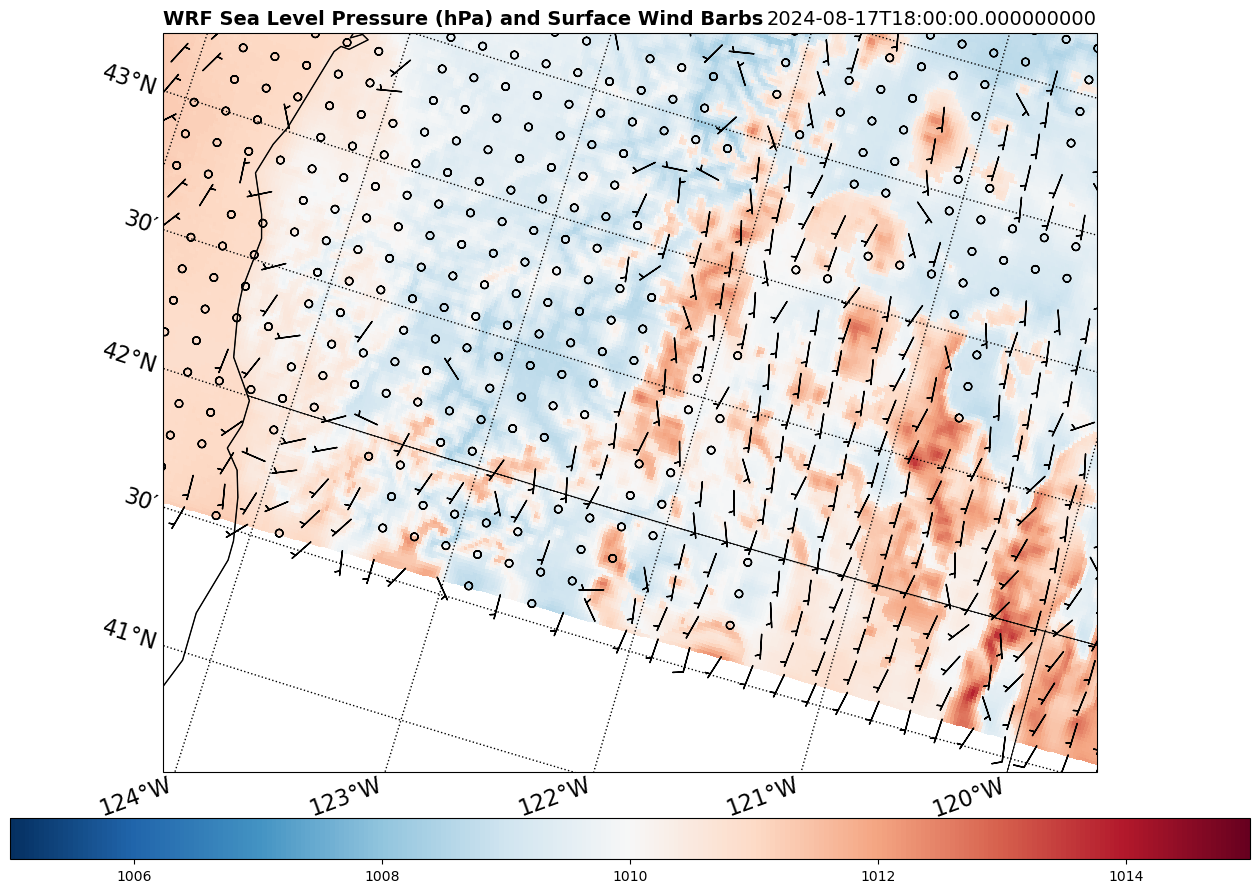 WRF Sea Level Pressure (hPa) and Surface Wind Barbs 2024-08-17T18:00:00.000000000
43°N
30′
42°N
30′
41°N
124°W 123°W 122°W 121°W 120°W
1006 1008 1010 1012 1014